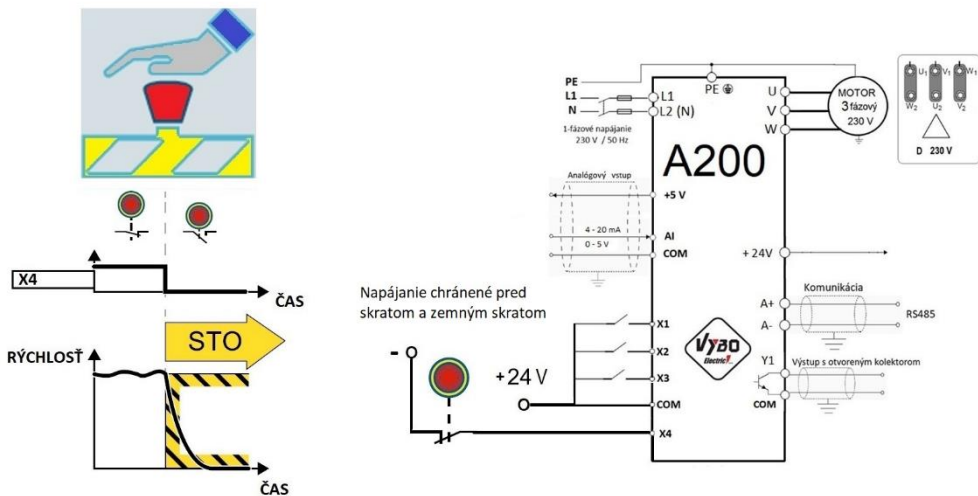 X4
ČAS
STO
RÝCHLOSŤ
ČAS
Napájanie chránené pred
skratom a zemným skratom
-
+24 V
PE
L1
N
1-fázové napájanie
230 V / 50 Hz
PE
L1
L2 (N)
U
V
W
MOTOR
3 fázový
230 V
U1
V1
W1
W2
U2
V2
D 230 V
A200
Analógový vstup
+5 V
4 - 20 mA
0 - 5 V
AI
COM
+ 24V
Komunikácia
A+
A-
RS485
X1
X2
X3
COM
X4
VYBO
Electric
Y1
Výstup s otvoreným kolektorom
COM